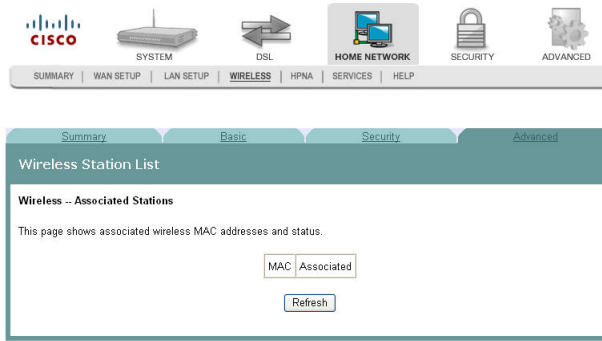 CISCO
SYSTEM DSL HOME NETWORK SECURITY ADVANCED
SUMMARY | WAN SETUP | LAN SETUP | WIRELESS | HPNA | SERVICES | HELP
Summary Basic Security Advanced
Wireless Station List
Wireless -- Associated Stations
This page shows associated wireless MAC addresses and status.
MAC Associated
Refresh